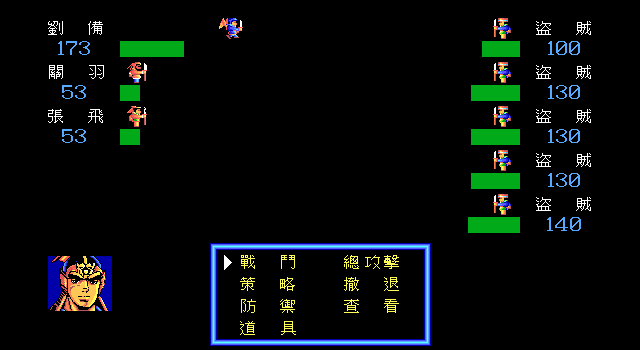 劉 備
173
關 羽
53
張 飛
53
盜 賊
100
盜 賊
130
盜 賊
130
盜 賊
130
盜 賊
140
戰 鬥 總攻擊
策 略 撤 退
防 禦 查 看
道 具